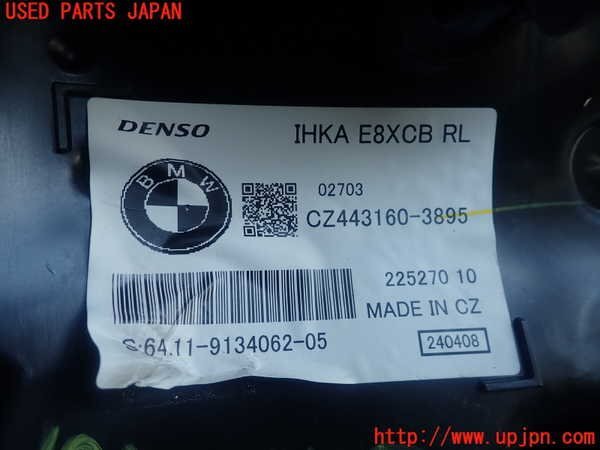 USED PARTS JAPAN
DENSO
IHKA E8XCB RL
BMW
02703
CZ443160-3895
225270 10
MADE IN CZ
S:64.11-9134062-05
240408
www.upjpn.com